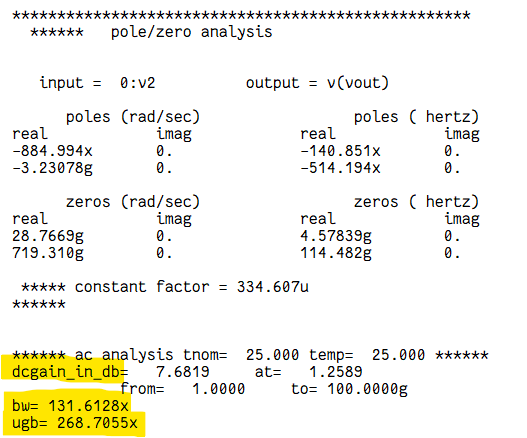 ***************************************************
******   pole/zero analysis
input =  0:v2          output = v(vout)
poles (rad/sec)                 poles ( hertz)
real            imag            real            imag
-884.994x       0.              -140.851x       0.
-3.23078g       0.              -514.194x       0.
zeros (rad/sec)                 zeros ( hertz)
real            imag            real            imag
28.7669g        0.              4.57839g        0.
719.310g        0.              114.482g        0.
***** constant factor = 334.607u
******
****** ac analysis tnom=  25.000 temp=  25.000 ******
dcgain_in_db=   7.6819     at=   1.2589
from=   1.0000     to= 100.0000g
bw= 131.6128x
ugb= 268.7055x